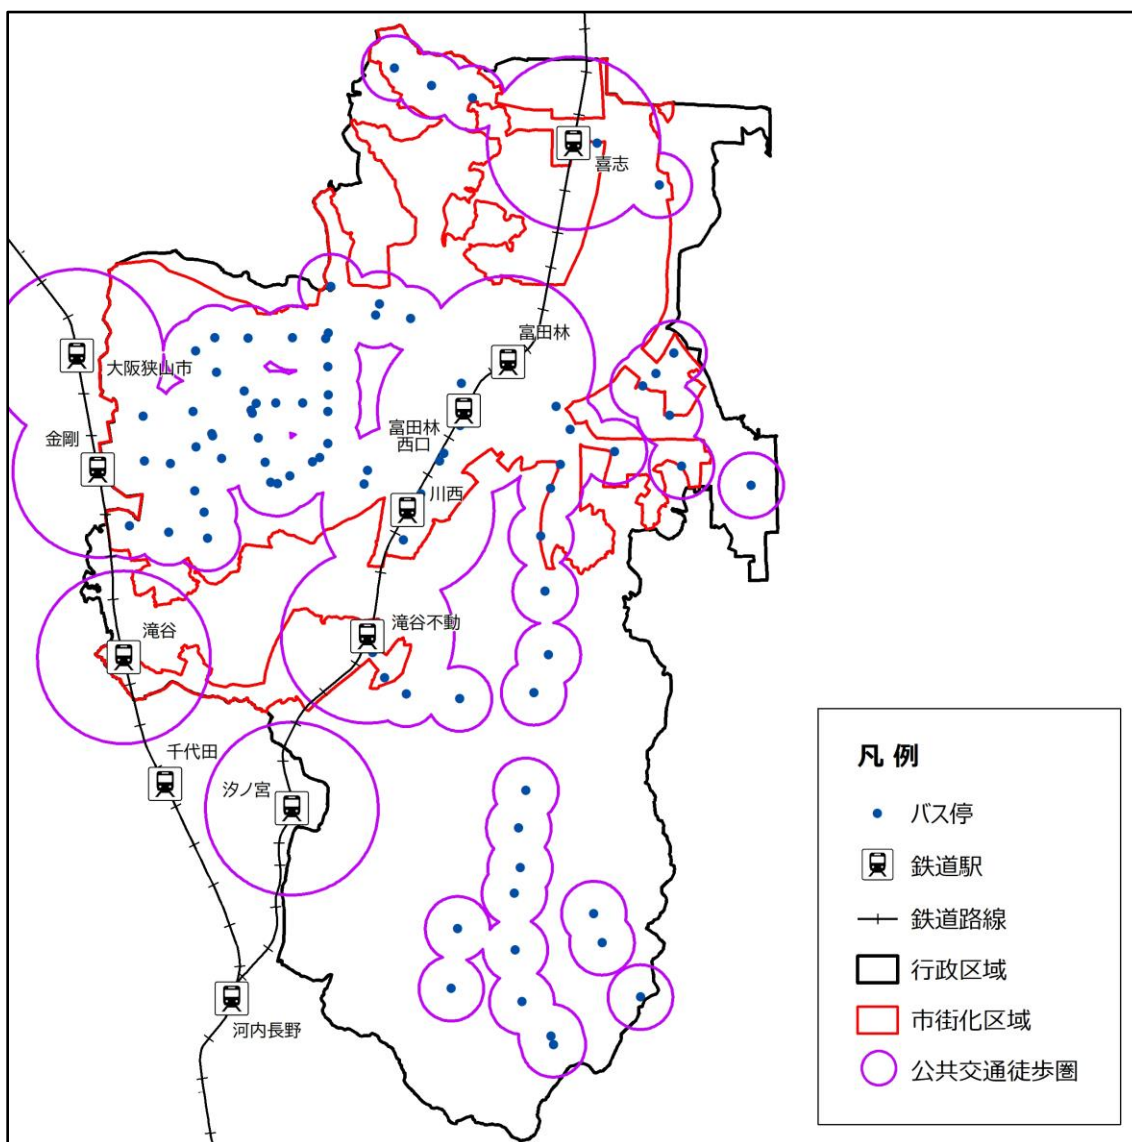 喜志
富田林
大阪狭山市
富田林
西口
金剛
川西
滝谷不動
滝谷
千代田
汐ノ宮
河内長野
凡 例
バス停
鉄道駅
鉄道路線
行政区域
市街化区域
公共交通徒歩圏